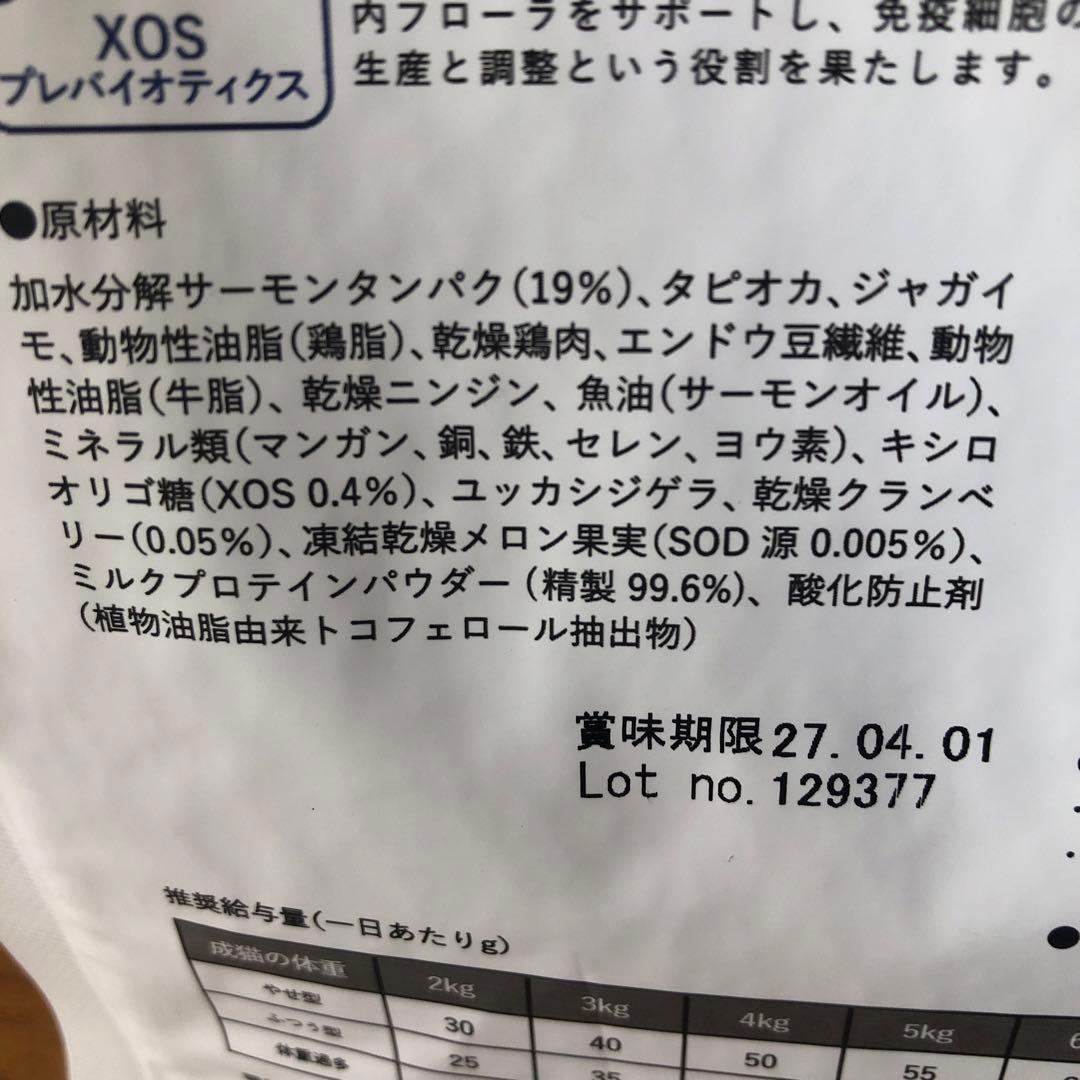 XOS
プレバイオティクス
内フローラをサポートし、免疫細胞の
生産と調整という役割を果たします。
●原材料
加水分解サーモンタンパク(19%)、タピオカ、ジャガイ
モ、動物性油脂(鶏脂)、乾燥鶏肉、エンドウ豆繊維、動物
性油脂(牛脂)、乾燥ニンジン、魚油(サーモンオイル)、
ミネラル類(マンガン、銅、鉄、セレン、ヨウ素)、キシロ
オリゴ糖(XOS 0.4%)、ユッカシジゲラ、乾燥クランベ
リー(0.05%)、凍結乾燥メロン果実(SOD 源 0.005%)、
ミルクプロテインパウダー (精製 99.6%)、酸化防止剤
(植物油脂由来トコフェロール抽出物)
賞味期限 27.04.01
Lot no. 129377
推奨給与量(一日あたりg)
成猫の体重 2kg 3kg 4kg 5kg
やせ型 30 40 50 55
ふつう型 25 35
体重過多